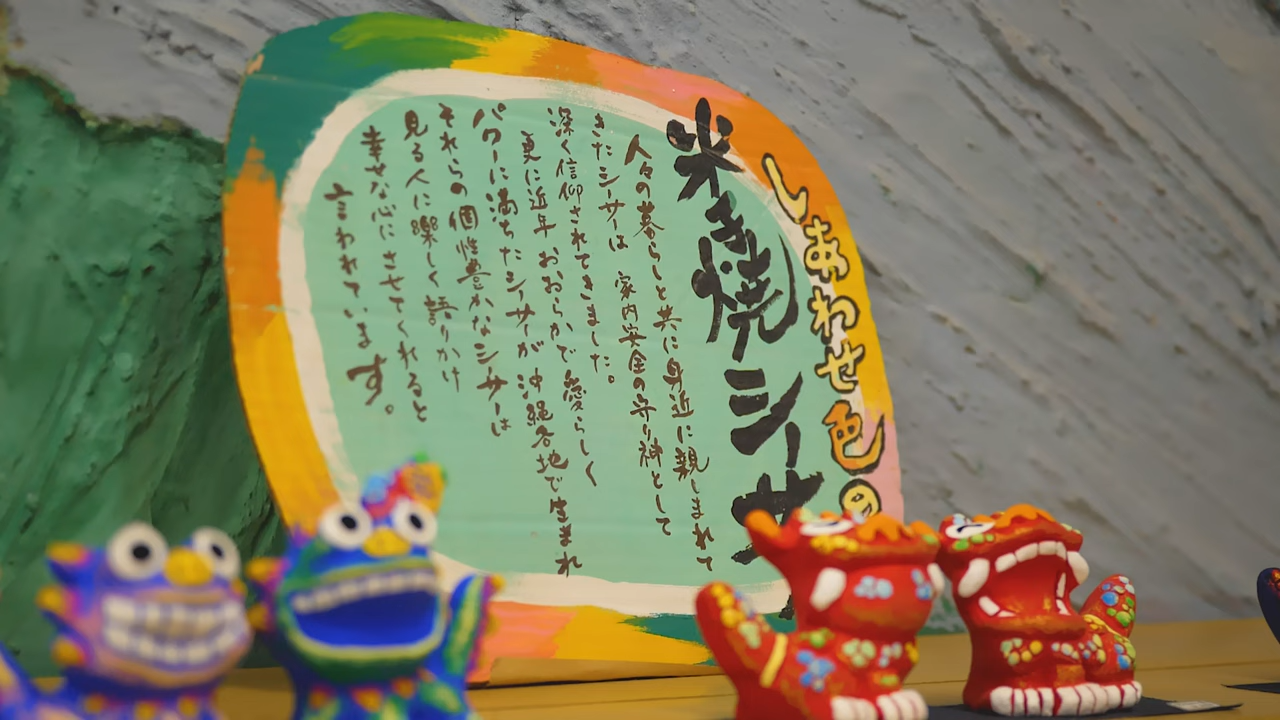 しあわせ色の
米き焼シーサ
人々の暮らしと共に身近に親しまれて
きたシーサーは 家内安全の守り神として
深く信仰されてきました。
更に近年 おおらかで愛らしく
パワーに満ちたシーサーが 沖縄各地で生まれ
それらの個性豊かなシーサーは
見る人に楽しく語りかけ
幸せな心にさせてくれると
言われています。